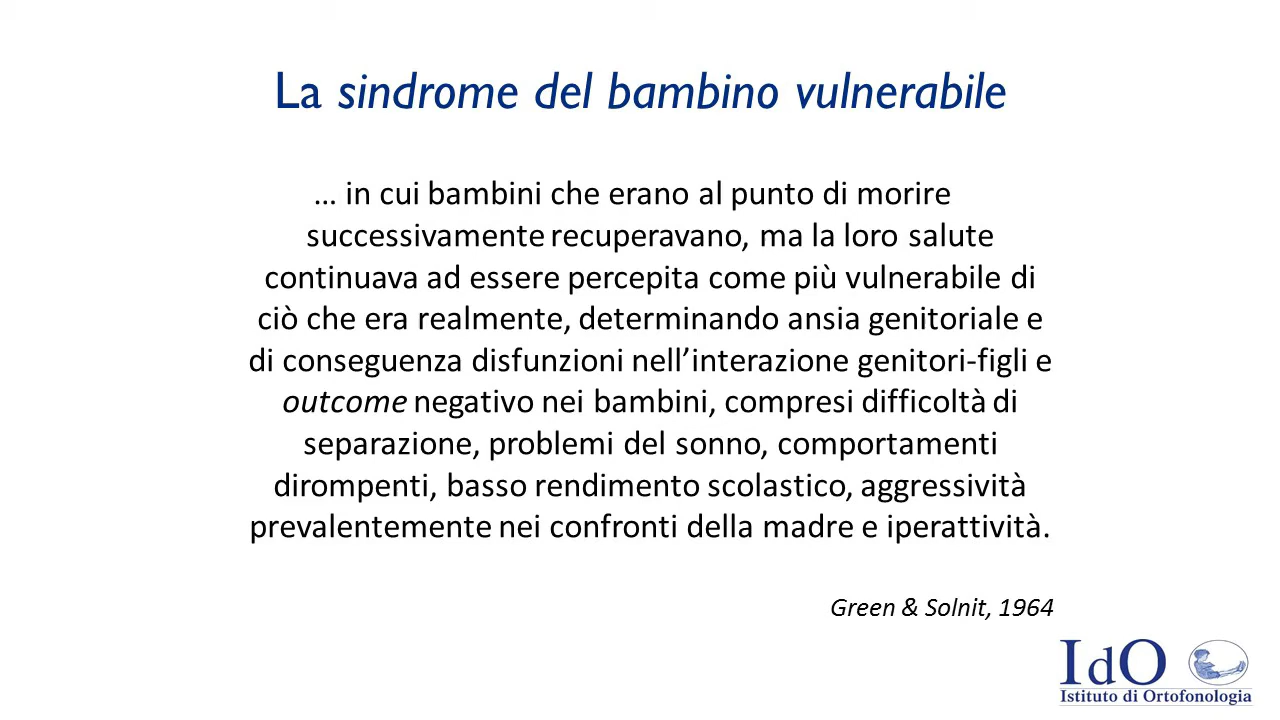 La sindrome del bambino vulnerabile
… in cui bambini che erano al punto di morire
successivamente recuperavano, ma la loro salute
continuava ad essere percepita come più vulnerabile di
ciò che era realmente, determinando ansia genitoriale e
di conseguenza disfunzioni nell’interazione genitori-figli e
outcome negativo nei bambini, compresi difficoltà di
separazione, problemi del sonno, comportamenti
dirompenti, basso rendimento scolastico, aggressività
prevalentemente nei confronti della madre e iperattività.
Green & Solnit, 1964
IdO
Istituto di Ortofonologia